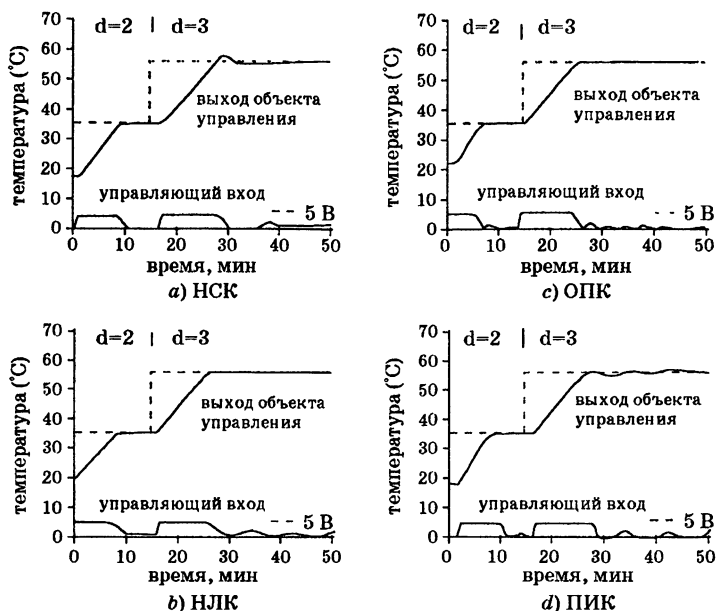 d=2 | d=3
температура (°C)
70
60
50
40
30
20
10
0
выход объекта
управления
управляющий вход
5 В
0 10 20 30 40 50
время, мин
a) НСК
d=2 | d=3
температура (°C)
70
60
50
40
30
20
10
0
выход объекта
управления
управляющий вход
5 В
0 10 20 30 40 50
время, мин
c) ОПК
d=2 | d=3
температура (°C)
70
60
50
40
30
20
10
0
выход объекта
управления
управляющий вход
5 В
0 10 20 30 40 50
время, мин
b) НЛК
d=2 | d=3
температура (°C)
70
60
50
40
30
20
10
0
выход объекта
управления
управляющий вход
5 В
0 10 20 30 40 50
время, мин
d) ПИК